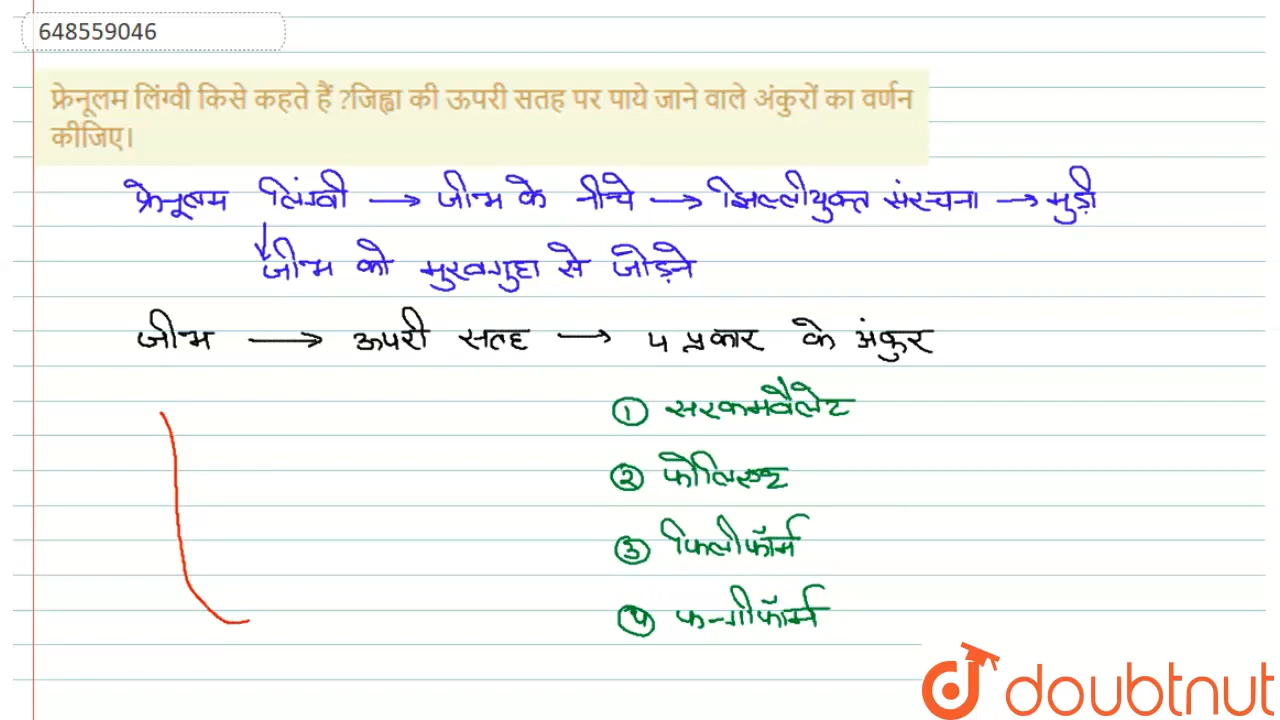 648559046
फ्रेनूलम लिंग्वी किसे कहते हैं ?जिह्वा की ऊपरी सतह पर पाये जाने वाले अंकुरों का वर्णन
कीजिए।
फ्रेनूलम लिंग्वी → जीभ के नीचे → झिल्लीयुक्त संरचना → मुड़ी
जीभ को मुखगुहा से जोड़ने
जीभ → ऊपरी सतह → 4 प्रकार के अंकुर
① सरकमवैलेट
② फोलिएट
③ फिलीफॉर्म
④ फन्जीफॉर्म
doubtnut